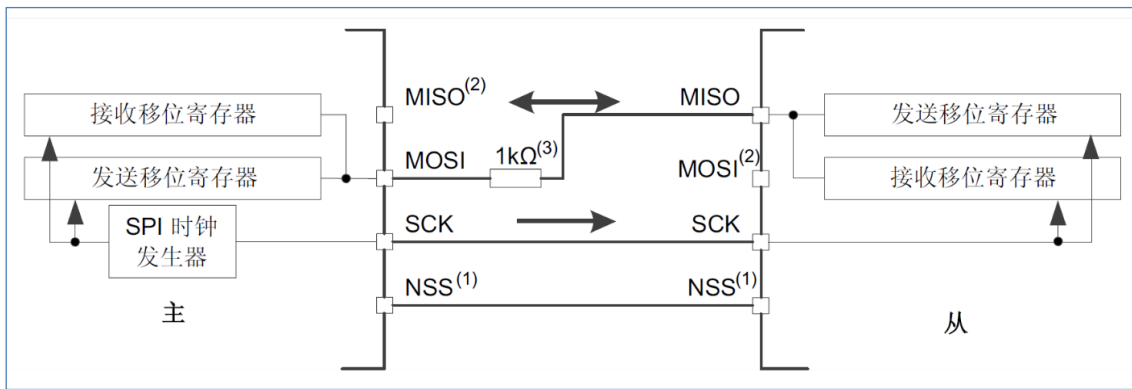 MISO(2)
MISO
接收移位寄存器
发送移位寄存器
MOSI
1kΩ(3)
MOSI(2)
发送移位寄存器
接收移位寄存器
SPI 时钟
发生器
SCK
SCK
NSS(1)
NSS(1)
主
从